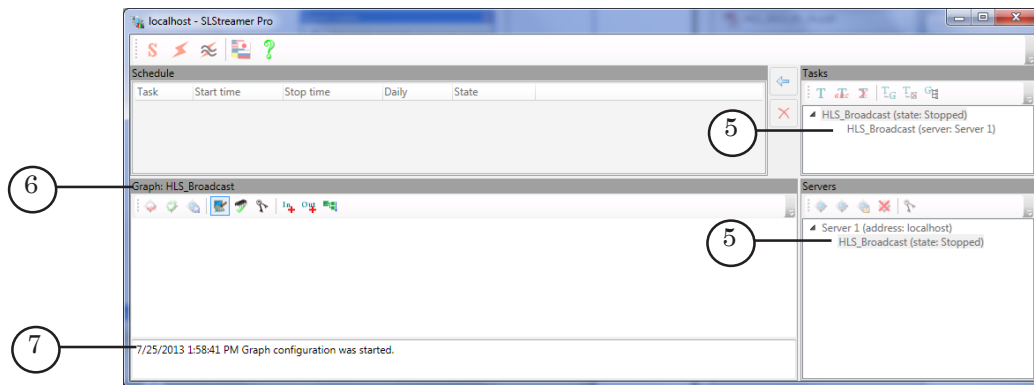 localhost - SLStreamer Pro
S
Schedule
Tasks
Task Start time Stop time Daily State
HLS_Broadcast (state: Stopped)
HLS_Broadcast (server: Server 1)
5
6
Graph: HLS_Broadcast
Servers
In Out
Server 1 (address: localhost)
HLS_Broadcast (state: Stopped)
5
7
7/25/2013 1:58:41 PM Graph configuration was started.